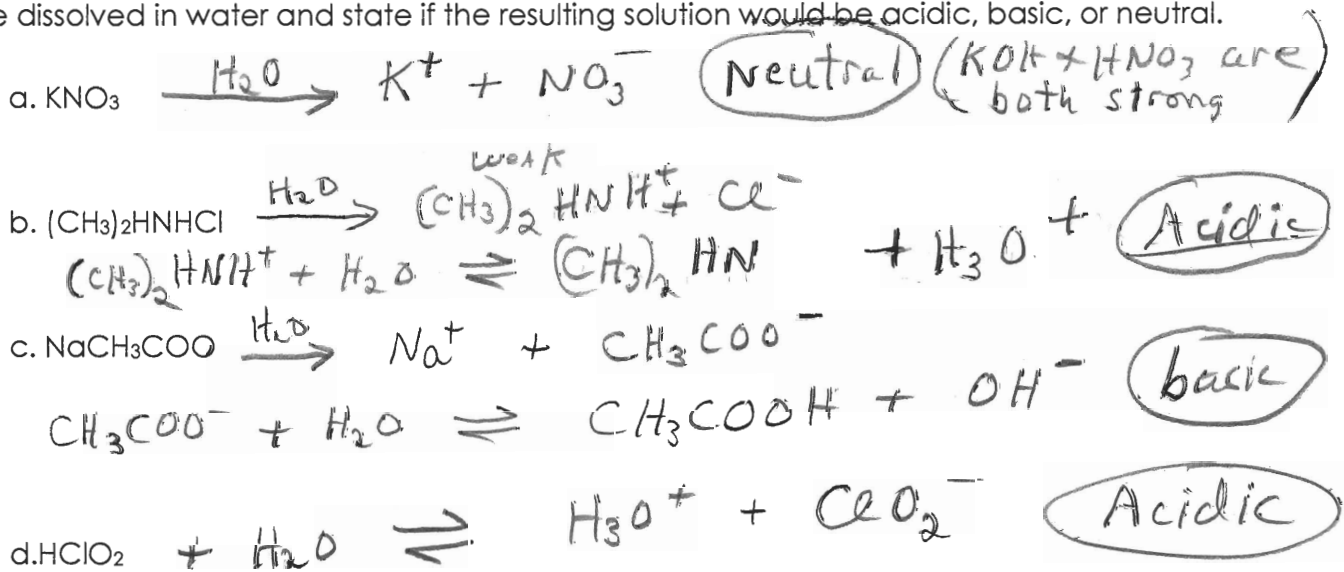 e dissolved in water and state if the resulting solution would be acidic, basic, or neutral.
a. KNO3 H₂O → K⁺ + NO₃⁻ Neutral (KOH + HNO₃ are
both strong)
weak
b. (CH3)2HNHCl H₂O → (CH₃)₂HNH⁺ + Cl⁻
(CH₃)₂HNH⁺ + H₂O ⇌ (CH₃)₂HN + H₃O⁺ Acidic
c. NaCH3COO H₂O → Na⁺ + CH₃COO⁻
CH₃COO⁻ + H₂O ⇌ CH₃COOH + OH⁻ basic
d.HClO2 + H₂O ⇌ H₃O⁺ + ClO₂⁻ Acidic